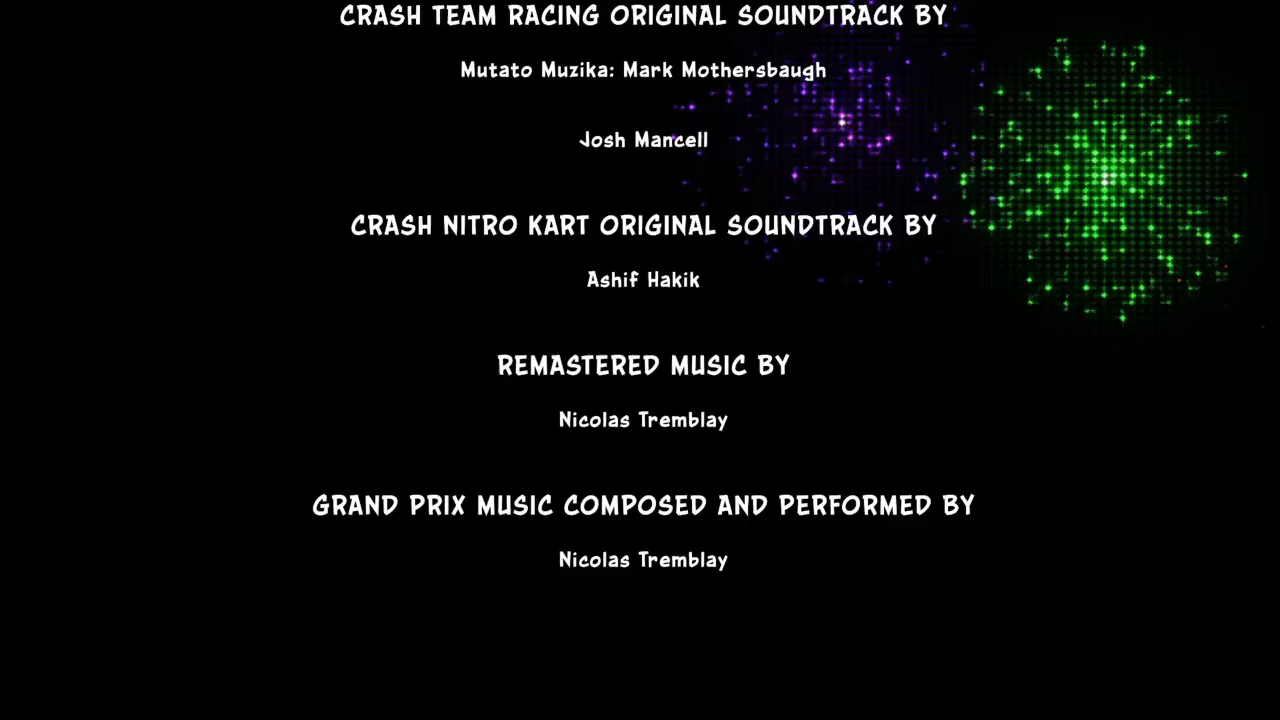 CRASH TEAM RACING ORIGINAL SOUNDTRACK BY
Mutato Muzika: Mark Mothersbaugh
Josh Mancell
CRASH NITRO KART ORIGINAL SOUNDTRACK BY
Ashif Hakik
REMASTERED MUSIC BY
Nicolas Tremblay
GRAND PRIX MUSIC COMPOSED AND PERFORMED BY
Nicolas Tremblay